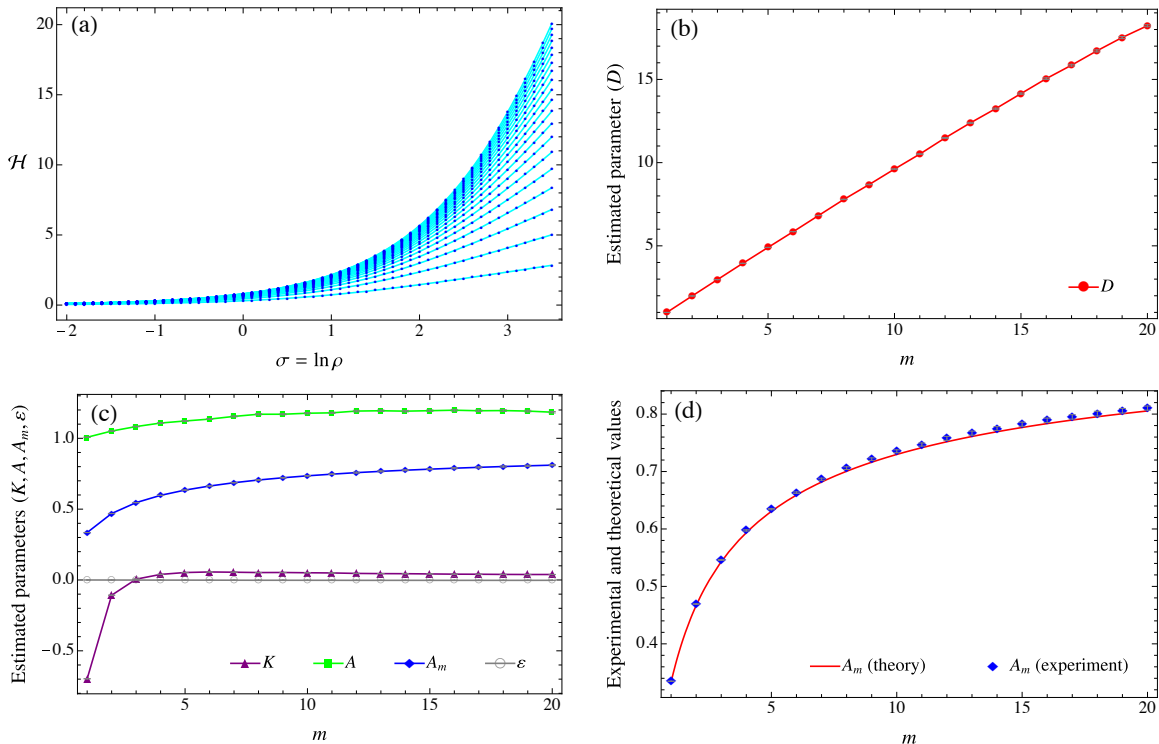 (a)
20
15
10
5
0
ℋ
−2 −1 0 1 2 3
σ = ln ρ
(b)
15
10
5
Estimated parameter (D)
D
5 10 15 20
m
(c)
1.0
0.5
0.0
−0.5
Estimated parameters (K, A, A_m, ε)
K A A_m ε
5 10 15 20
m
(d)
0.8
0.7
0.6
0.5
0.4
Experimental and theoretical values
A_m (theory) A_m (experiment)
5 10 15 20
m